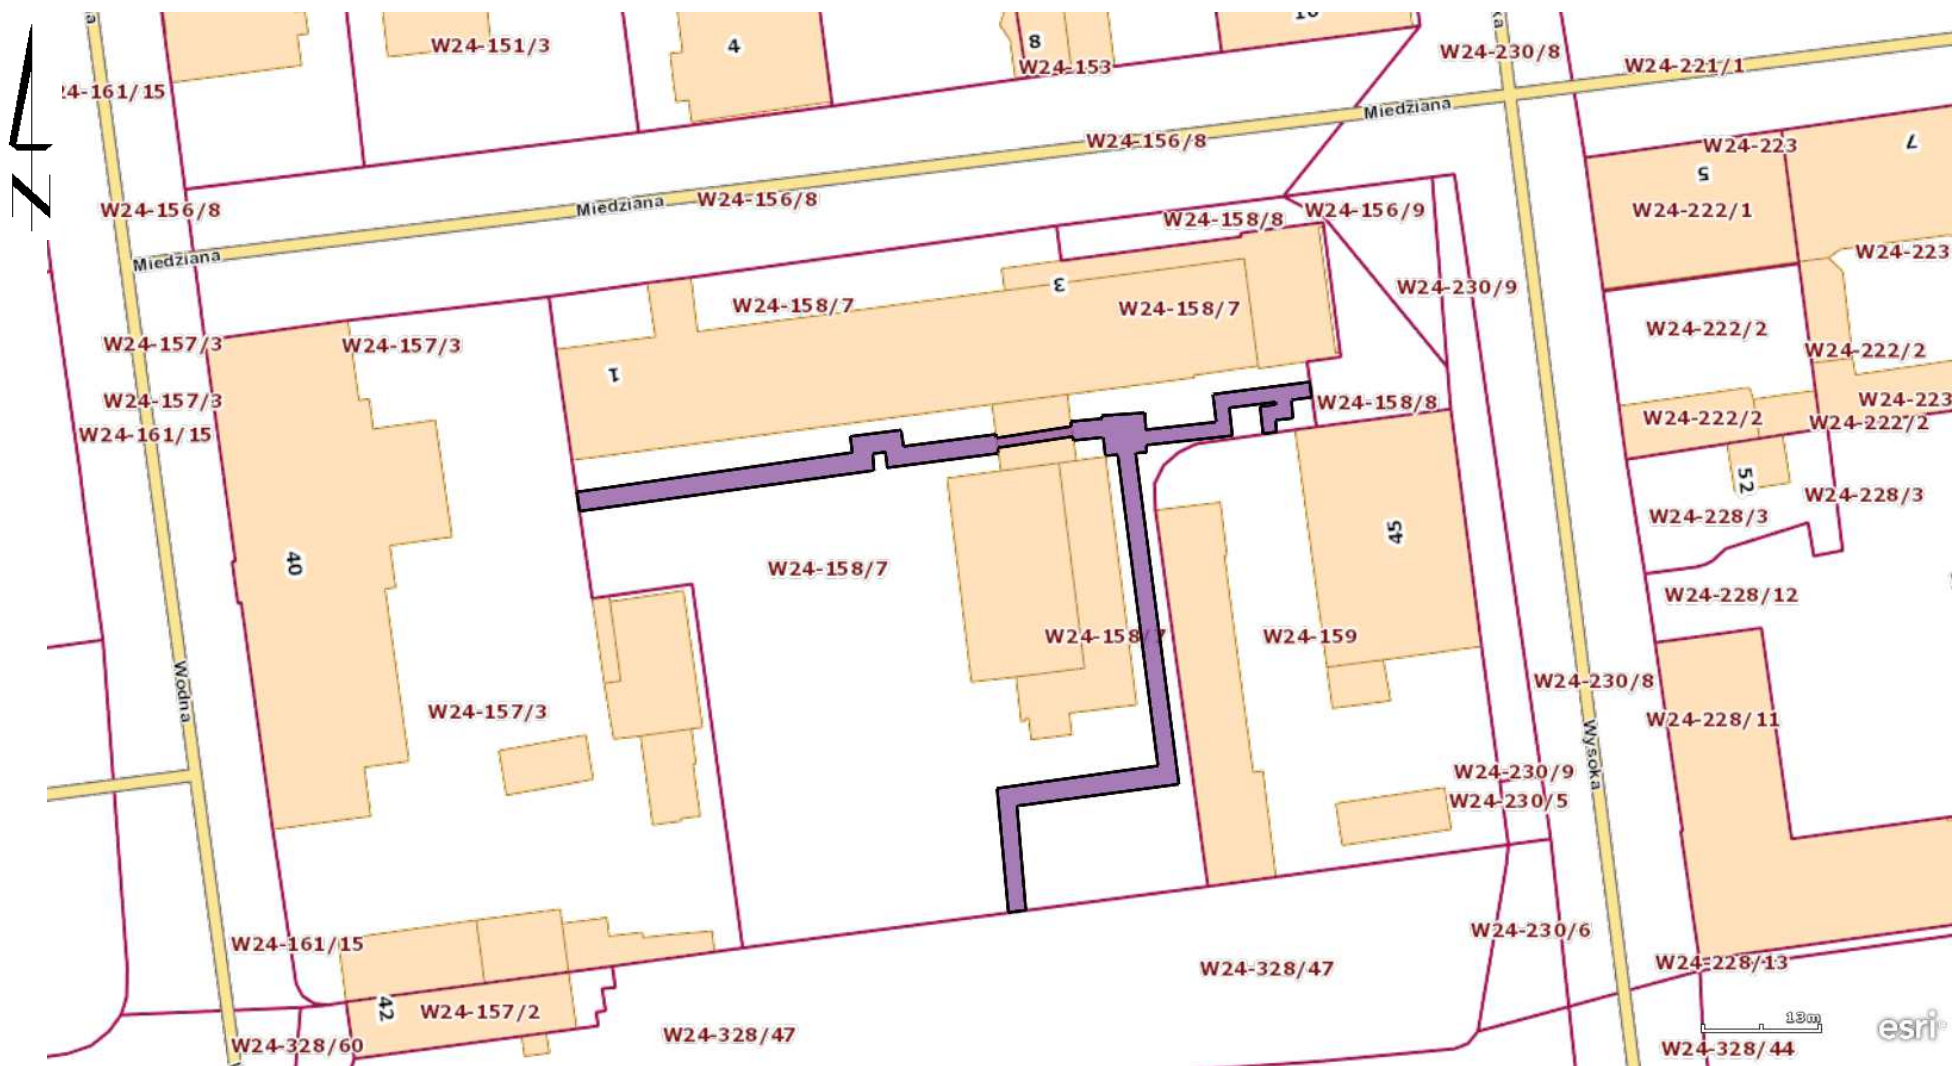 W24-151/3
4
8
W24-153
W24-230/8
W24-221/1
24-161/15
Miedziana
W24-156/8
W24-223
7
5
W24-156/8
Miedziana
W24-156/8
W24-158/8
W24-156/9
W24-222/1
Miedziana
W24-223
3
W24-230/9
W24-158/7
W24-158/7
W24-222/2
W24-157/3
W24-157/3
W24-222/2
1
W24-157/3
W24-158/8
W24-223
W24-222/2
W24-222/2
W24-161/15
52
W24-228/3
W24-228/3
45
40
W24-158/7
W24-228/12
W24-158/7
W24-159
Wodna
W24-230/8
W24-157/3
W24-228/11
Wysoka
W24-230/9
W24-230/5
W24-161/15
W24-230/6
W24-328/47
W24-228/13
42
W24-157/2
13m
esri
W24-328/47
W24-328/60
W24-328/44
N